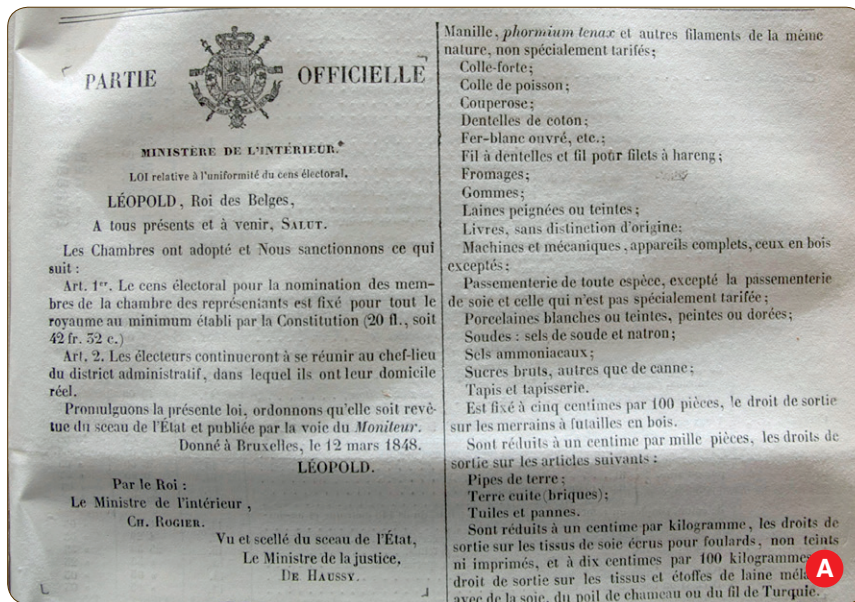 PARTIE OFFICIELLE
MINISTÈRE DE L'INTÉRIEUR.*
LOI relative à l'uniformité du cens électoral.
LÉOPOLD, Roi des Belges,
A tous présents et à venir, SALUT.
Les Chambres ont adopté et Nous sanctionnons ce qui
suit :
Art. 1er. Le cens électoral pour la nomination des mem-
bres de la chambre des représentants est fixé pour tout le
royaume au minimum établi par la Constitution (20 fl., soit
42 fr. 32 c.)
Art. 2. Les électeurs continueront à se réunir au chef-lieu
du district administratif, dans lequel ils ont leur domicile
réel.
Promulguons la présente loi, ordonnons qu'elle soit revê-
tue du sceau de l'État et publiée par la voie du Moniteur.
Donné à Bruxelles, le 12 mars 1848.
LÉOPOLD.
Par le Roi :
Le Ministre de l'intérieur,
CH. ROGIER.
Vu et scellé du sceau de l'État,
Le Ministre de la justice,
DE HAUSSY.
Manille, phormium tenax et autres filaments de la même
nature, non spécialement tarifés;
Colle-forte;
Colle de poisson;
Couperose;
Dentelles de coton;
Fer-blanc ouvré, etc.;
Fil à dentelles et fil pour filets à hareng;
Fromages;
Gommes;
Laines peignées ou teintes;
Livres, sans distinction d'origine;
Machines et mécaniques, appareils complets, ceux en bois
exceptés;
Passementerie de toute espèce, excepté la passementerie
de soie et celle qui n'est pas spécialement tarifée;
Porcelaines blanches ou teintes, peintes ou dorées;
Soudes : sels de soude et natron;
Sels ammoniacaux;
Sucres bruts, autres que de canne;
Tapis et tapisserie.
Est fixé à cinq centimes par 100 pièces, le droit de sortie
sur les merrains à futailles en bois.
Sont réduits à un centime par mille pièces, les droits de
sortie sur les articles suivants :
Pipes de terre;
Terre cuite (briques);
Tuiles et pannes.
Sont réduits à un centime par kilogramme, les droits de
sortie sur les tissus de soie écrus pour foulards, non teints
ni imprimés, et à dix centimes par 100 kilogrammes
droit de sortie sur les tissus et étoffes de laine
avec de la soie, du poil de chameau ou du fil de Turquie.
A